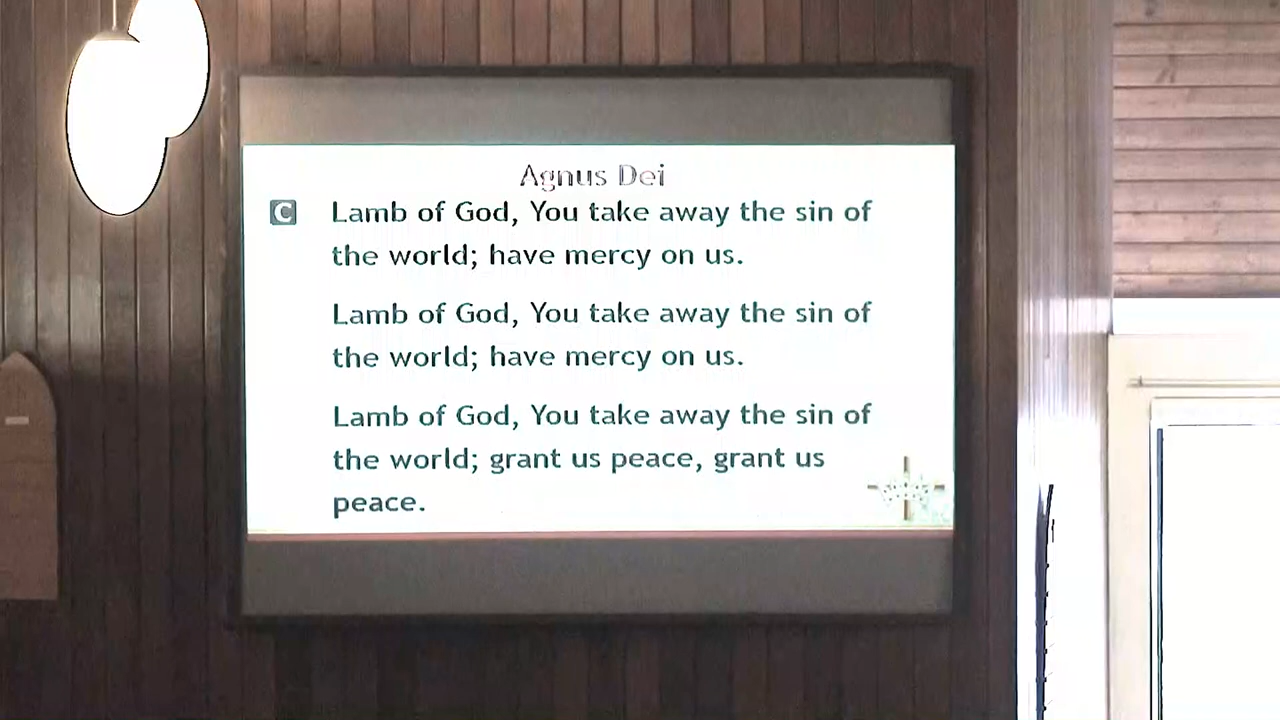 Agnus Dei
C Lamb of God, You take away the sin of
the world; have mercy on us.
Lamb of God, You take away the sin of
the world; have mercy on us.
Lamb of God, You take away the sin of
the world; grant us peace, grant us
peace.